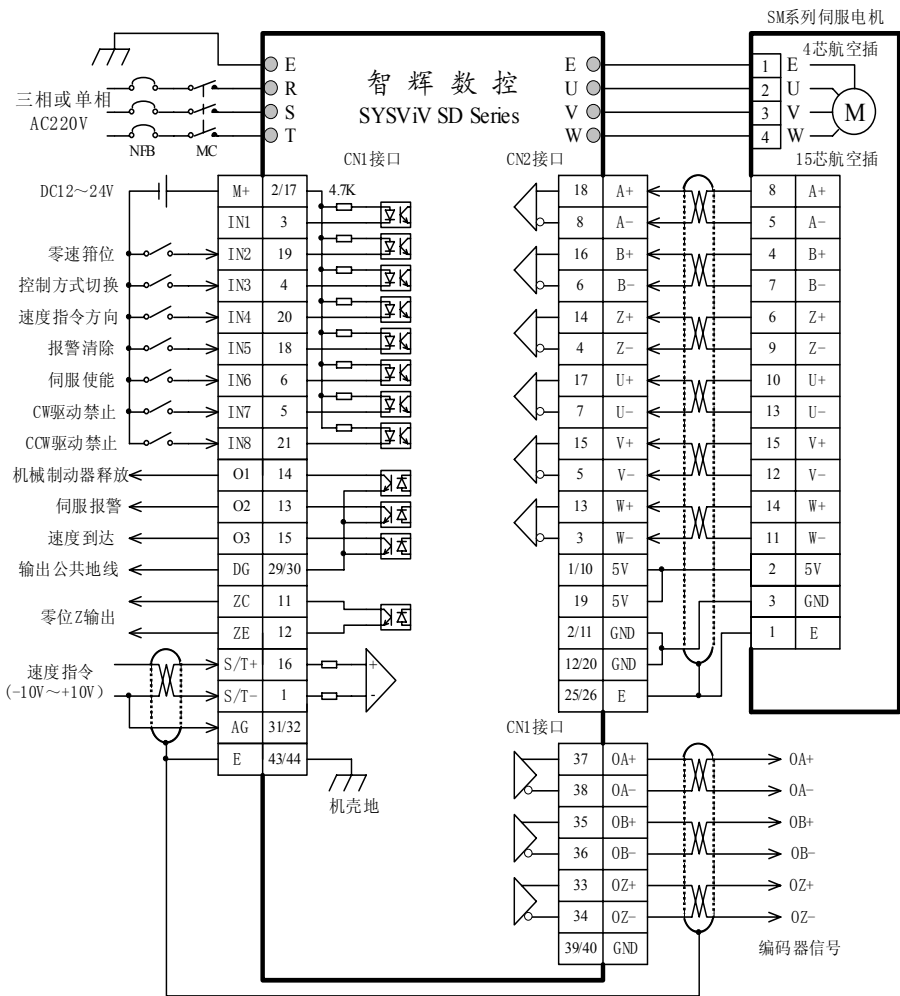 SM系列伺服电机
4芯航空插
E
R
S
T
三相或单相
AC220V
NFB
MC
智辉数控
SYSViV SD Series
E
U
V
W
1 E
2 U
3 V
4 W
M
15芯航空插
CN1接口
CN2接口
DC12～24V
M+ 2/17
4.7K
IN1 3
零速箝位 IN2 19
控制方式切换 IN3 4
速度指令方向 IN4 20
报警清除 IN5 18
伺服使能 IN6 6
CW驱动禁止 IN7 5
CCW驱动禁止 IN8 21
机械制动器释放 O1 14
伺服报警 O2 13
速度到达 O3 15
输出公共地线 DG 29/30
零位Z输出
ZC 11
ZE 12
速度指令
(-10V～+10V)
S/T+ 16 +
S/T- 1 -
AG 31/32
E 43/44
机壳地
18 A+ 8 A+
8 A- 5 A-
16 B+ 4 B+
6 B- 7 B-
14 Z+ 6 Z+
4 Z- 9 Z-
17 U+ 10 U+
7 U- 13 U-
15 V+ 15 V+
5 V- 12 V-
13 W+ 14 W+
3 W- 11 W-
1/10 5V 2 5V
19 5V 3 GND
2/11 GND 1 E
12/20 GND
25/26 E
CN1接口
37 OA+ OA+
38 OA- OA-
35 OB+ OB+
36 OB- OB-
33 OZ+ OZ+
34 OZ- OZ-
39/40 GND
编码器信号